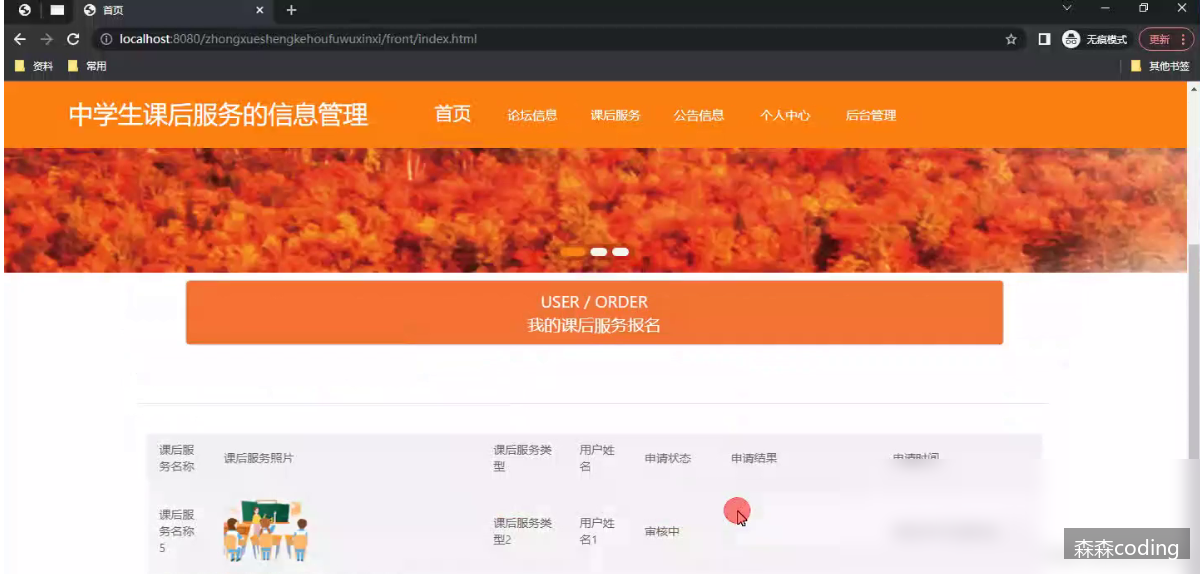 首页
localhost:8080/zhongxueshengkehoufuwuxinxi/front/index.html
无痕模式
更新
资料
常用
其他书签
中学生课后服务的信息管理
首页
论坛信息
课后服务
公告信息
个人中心
后台管理
USER / ORDER
我的课后服务报名
课后服
务名称
课后服务照片
课后服务类
型
用户姓
名
申请状态
申请结果
申请时间
课后服
务名称
5
课后服务类
型2
用户姓
名1
审核中
森森coding